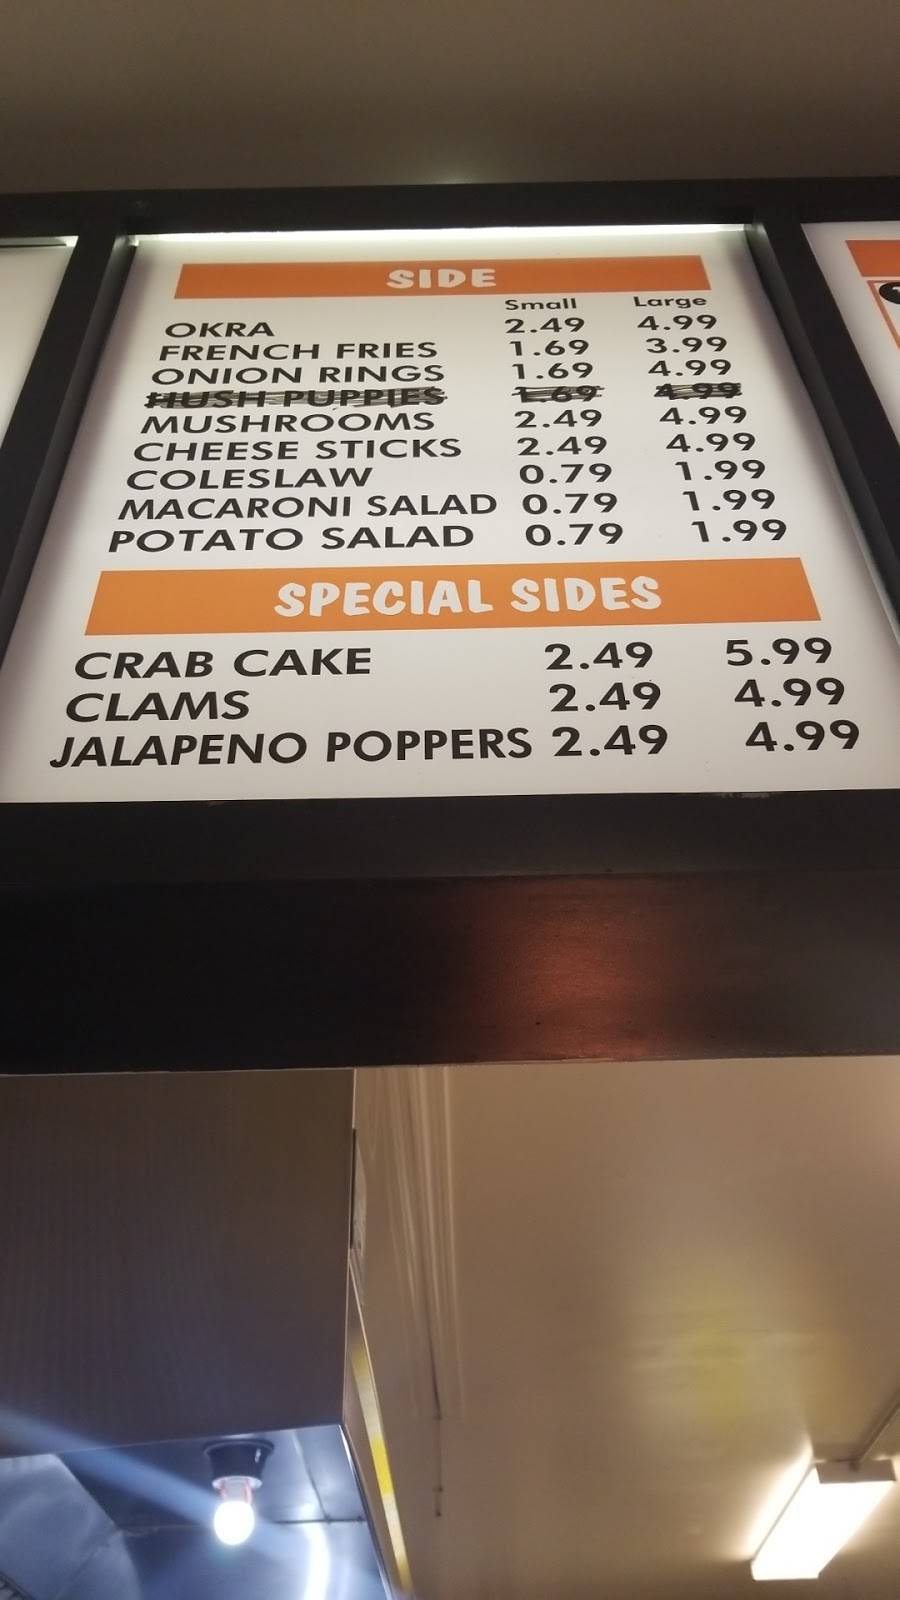 SIDE
Small Large
OKRA 2.49 4.99
FRENCH FRIES 1.69 3.99
ONION RINGS 1.69 4.99
HUSH PUPPIES 1.69 4.99
MUSHROOMS 2.49 4.99
CHEESE STICKS 2.49 4.99
COLESLAW 0.79 1.99
MACARONI SALAD 0.79 1.99
POTATO SALAD 0.79 1.99
SPECIAL SIDES
CRAB CAKE 2.49 5.99
CLAMS 2.49 4.99
JALAPENO POPPERS 2.49 4.99